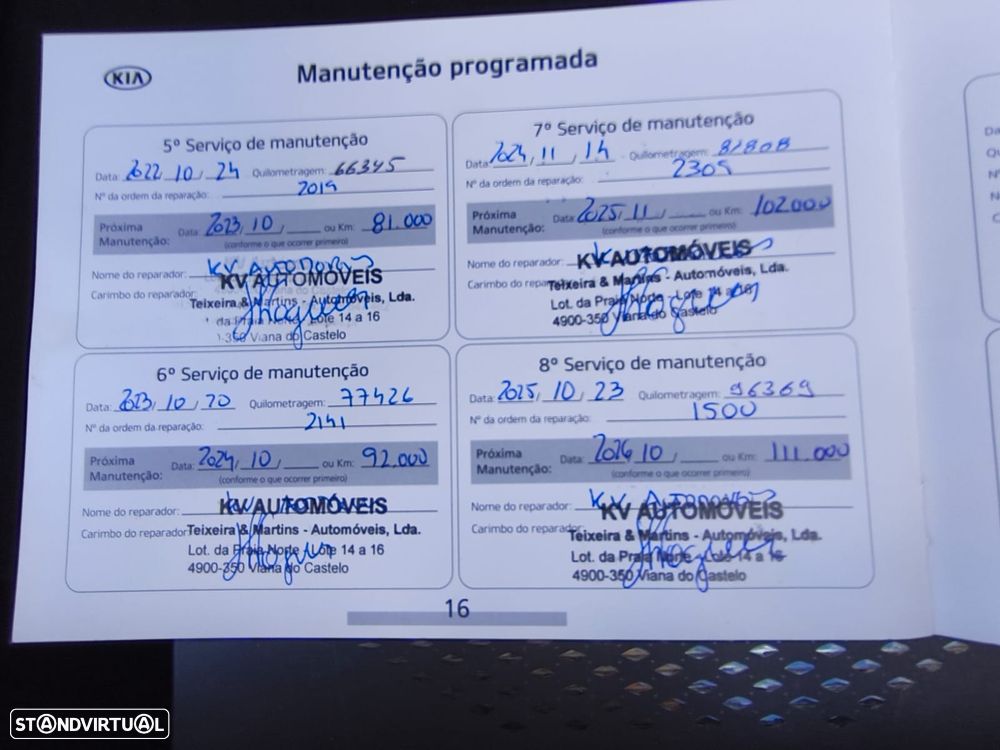 KIA
Manutenção programada
5º Serviço de manutenção
Data: 2022, 10, 24 Quilometragem: 66345
Nº da ordem da reparação: 2019
Próxima Manutenção: Data: 2023, 10, ou Km: 81.000
(conforme o que ocorrer primeiro)
Nome do reparador: KV AUTOMÓVEIS
Carimbo do reparador:
Teixeira & Martins - Automóveis, Lda.
da Praia Norte Lote 14 a 16
-350 Viana do Castelo
6º Serviço de manutenção
Data: 2023, 10, 20 Quilometragem: 77426
Nº da ordem da reparação: 2141
Próxima Manutenção: Data: 2024, 10, ou Km: 92.000
(conforme o que ocorrer primeiro)
Nome do reparador: KV AUTOMÓVEIS
Carimbo do reparador: Teixeira & Martins - Automóveis, Lda.
Lot. da Praia Norte Lote 14 a 16
4900-350 Viana do Castelo
7º Serviço de manutenção
Data: 2024, 11, 14 Quilometragem:
Nº da ordem da reparação: 2309
Próxima Manutenção: Data 2025, 11, ou Km: 102.000
(conforme o que ocorrer primeiro)
Nome do reparador: KV AUTOMÓVEIS
Carimbo do Teixeira & Martins - Automóveis, Lda.
Lot. da Praia Norte - Lote 14 a 16
4900-350 Viana do Castelo
8º Serviço de manutenção
Data: 2025, 10, 23 Quilometragem: 96369
Nº da ordem da reparação: 1500
Próxima Manutenção: Data: 2026, 10, ou Km: 111.000
(conforme o que ocorrer primeiro)
Nome do reparador: KV AUTOMÓVEIS
Carimbo do reparador: Teixeira & Martins - Automóveis, Lda.
Lot. da Praia Norte - Lote 14 a 16
4900-350 Viana do Castelo
16
STANDVIRTUAL